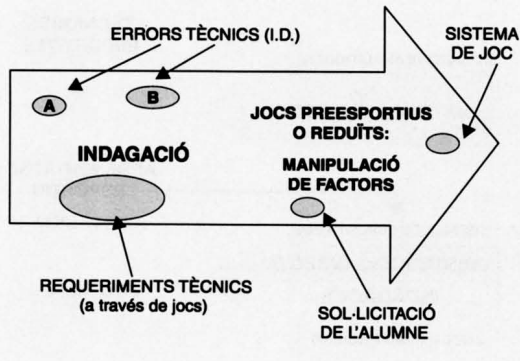 ERRORS TÈCNICS (I.D.)
SISTEMA
DE JOC
A
B
JOCS PREESPORTIUS
O REDUÏTS:
INDAGACIÓ
MANIPULACIÓ
DE FACTORS
REQUERIMENTS TÈCNICS
(a través de jocs)
SOL·LICITACIÓ
DE L'ALUMNE